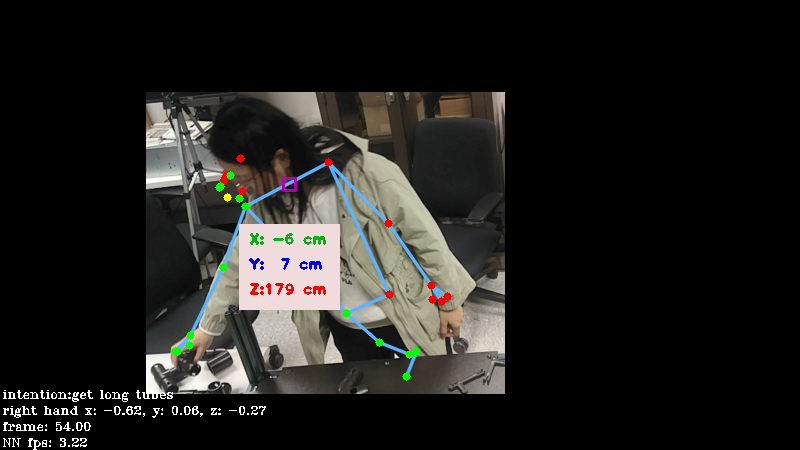 X: -6 cm
Y: 7 cm
Z:179 cm
intention:get long tubes
right hand x: -0.62, y: 0.06, z: -0.27
frame: 54.00
NN fps: 3.22